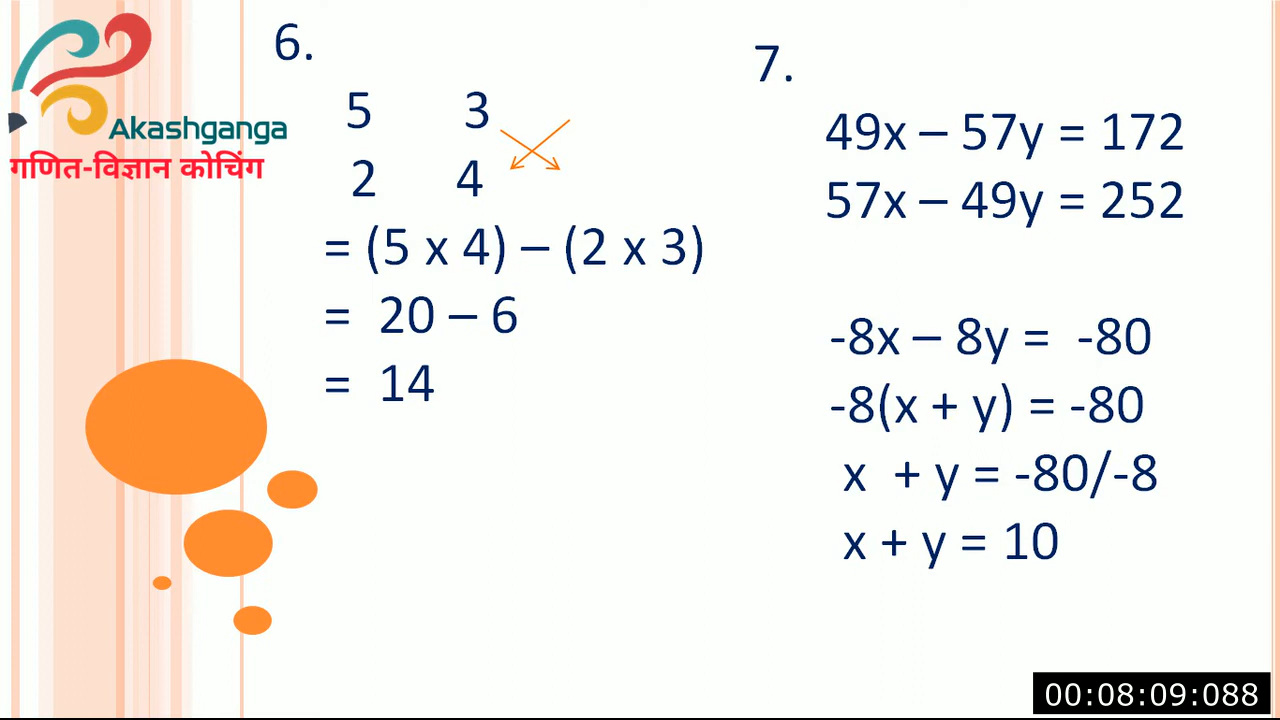 Akashganga
गणित-विज्ञान कोचिंग
6.
5 3
2 4
= (5 x 4) – (2 x 3)
= 20 – 6
= 14
7.
49x – 57y = 172
57x – 49y = 252
-8x – 8y = -80
-8(x + y) = -80
x + y = -80/-8
x + y = 10
00:08:09:088